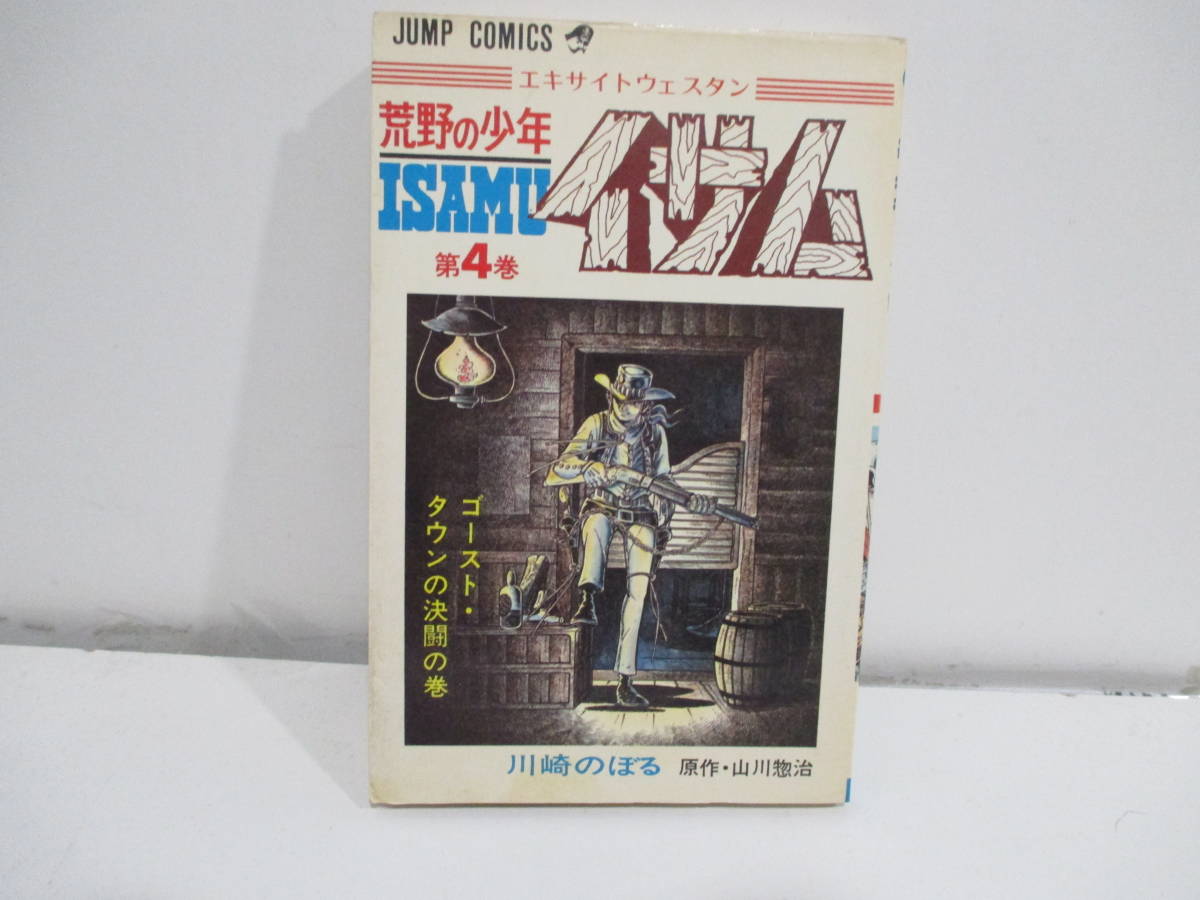 JUMP COMICS
エキサイトウェスタン
荒野の少年
ISAMU
イサム
第4巻
ゴースト・
タウンの決闘の巻
川崎のぼる 原作・山川惣治